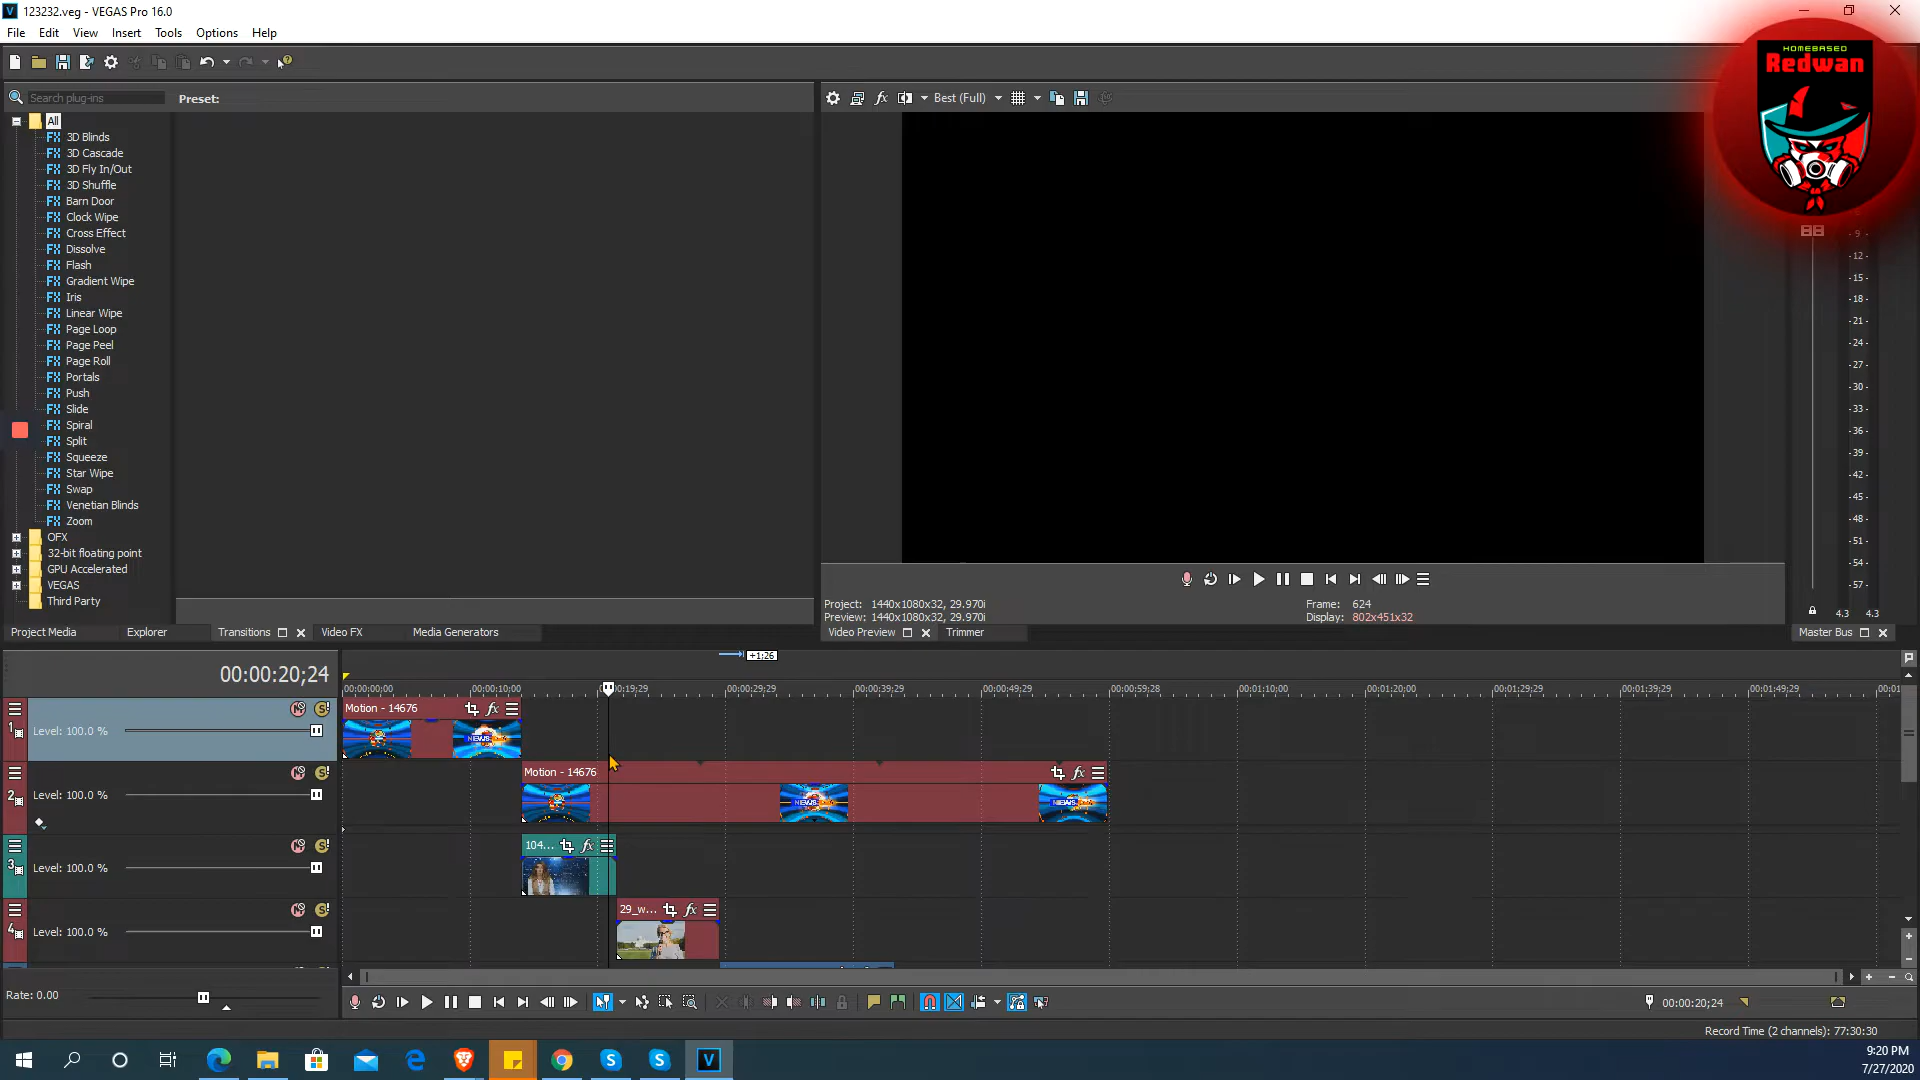 123232.veg - VEGAS Pro 16.0
File Edit View Insert Tools Options Help
HOMEBASED
Redwan
Search plug-ins
Preset:
Best (Full)
All
3D Blinds
3D Cascade
3D Fly In/Out
3D Shuffle
Barn Door
Clock Wipe
Cross Effect
Dissolve
Flash
Gradient Wipe
Iris
Linear Wipe
Page Loop
Page Peel
Page Roll
Portals
Push
Slide
Spiral
Split
Squeeze
Star Wipe
Swap
Venetian Blinds
Zoom
OFX
32-bit floating point
GPU Accelerated
VEGAS
Third Party
-9-
-12-
-15-
-18-
-21-
-24-
-27-
-30-
-33-
-36-
-39-
-42-
-45-
-48-
-51-
-54-
-57-
4.3 4.3
Project: 1440x1080x32, 29.970i
Preview: 1440x1080x32, 29.970i
Frame: 624
Display: 802x451x32
Project Media Explorer Transitions Video FX Media Generators
Video Preview Trimmer
Master Bus
+1:26
00:00:20;24
00:00:00;00 00:00:10;00 00:00:19;29 00:00:29;29 00:00:39;29 00:00:49;29 00:00:59;28 00:01:10;00 00:01:20;00 00:01:29;29 00:01:39;29 00:01:49;29 00:01
1 Level: 100.0 %
Motion - 14676
NEWS
2 Level: 100.0 %
Motion - 14676
NEWS
NEWS
3 Level: 100.0 %
104...
4 Level: 100.0 %
29_w...
Rate: 0.00
00:00:20;24
Record Time (2 channels): 77:30:30
9:20 PM
7/27/2020